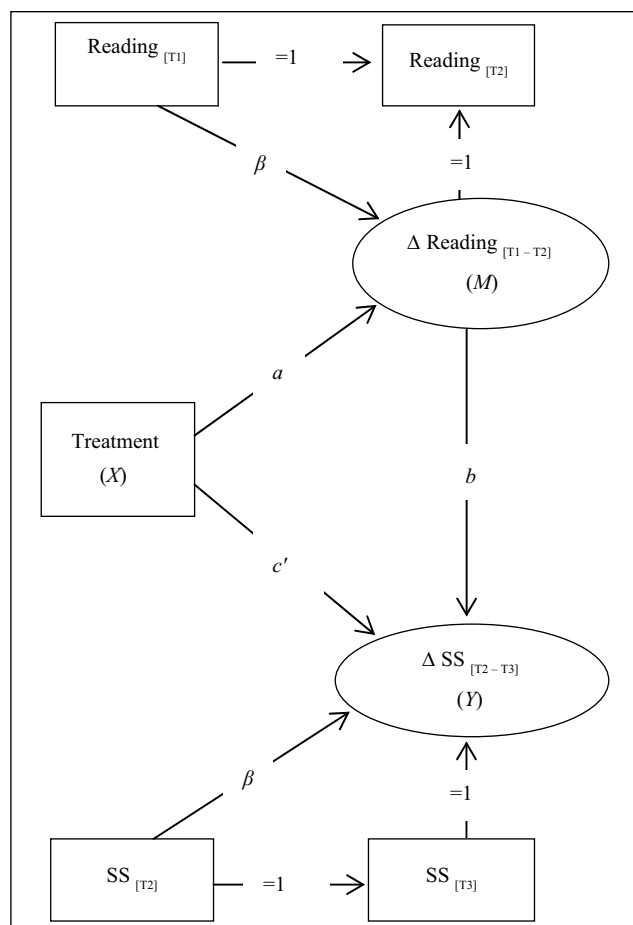 Reading [T1]
=1
Reading [T2]
β
=1
Δ Reading [T1 – T2]
(M)
a
Treatment
(X)
b
c'
Δ SS [T2 – T3]
(Y)
β
=1
SS [T2]
=1
SS [T3]